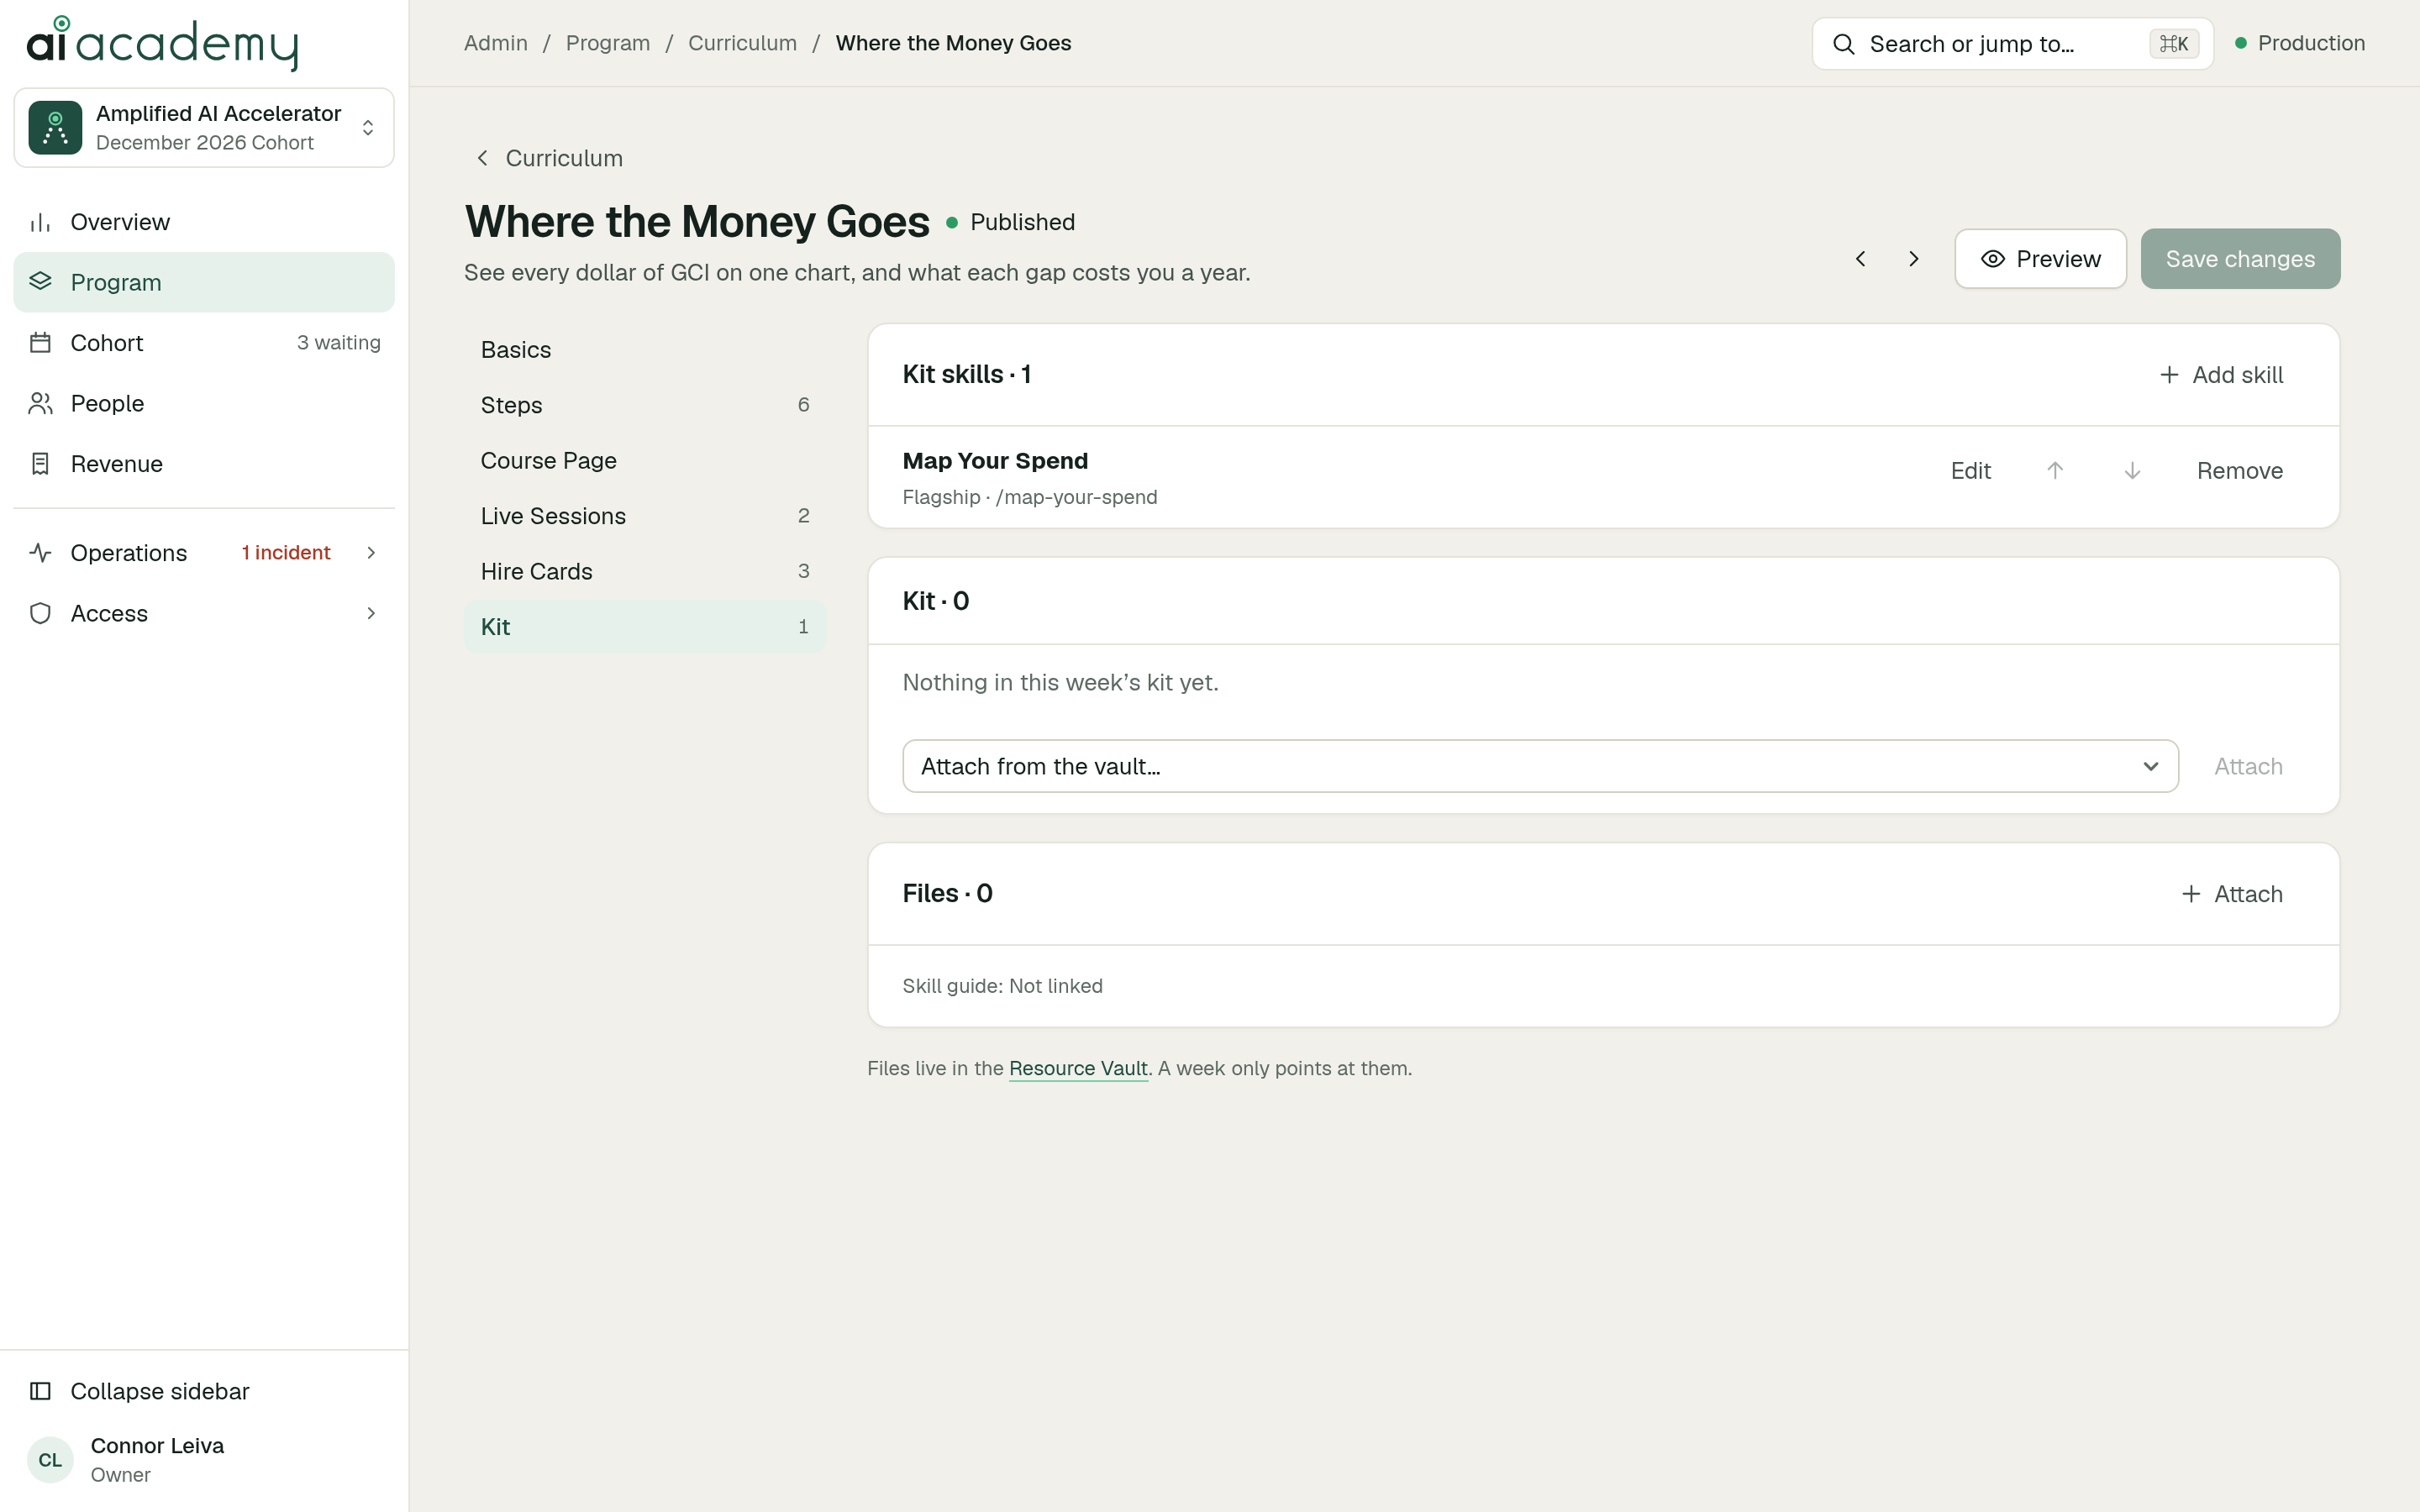 ai academy
Amplified AI Accelerator
December 2026 Cohort
Overview
Program
Cohort 3 waiting
People
Revenue
Operations 1 incident
Access
Collapse sidebar
CL
Connor Leiva
Owner
Admin / Program / Curriculum / Where the Money Goes
Search or jump to... ⌘K
Production
Curriculum
Where the Money Goes Published
See every dollar of GCI on one chart, and what each gap costs you a year.
Preview
Save changes
Basics
Steps 6
Course Page
Live Sessions 2
Hire Cards 3
Kit 1
Kit skills · 1
Add skill
Map Your Spend
Flagship · /map-your-spend
Edit
Remove
Kit · 0
Nothing in this week’s kit yet.
Attach from the vault...
Attach
Files · 0
Attach
Skill guide: Not linked
Files live in the Resource Vault. A week only points at them.